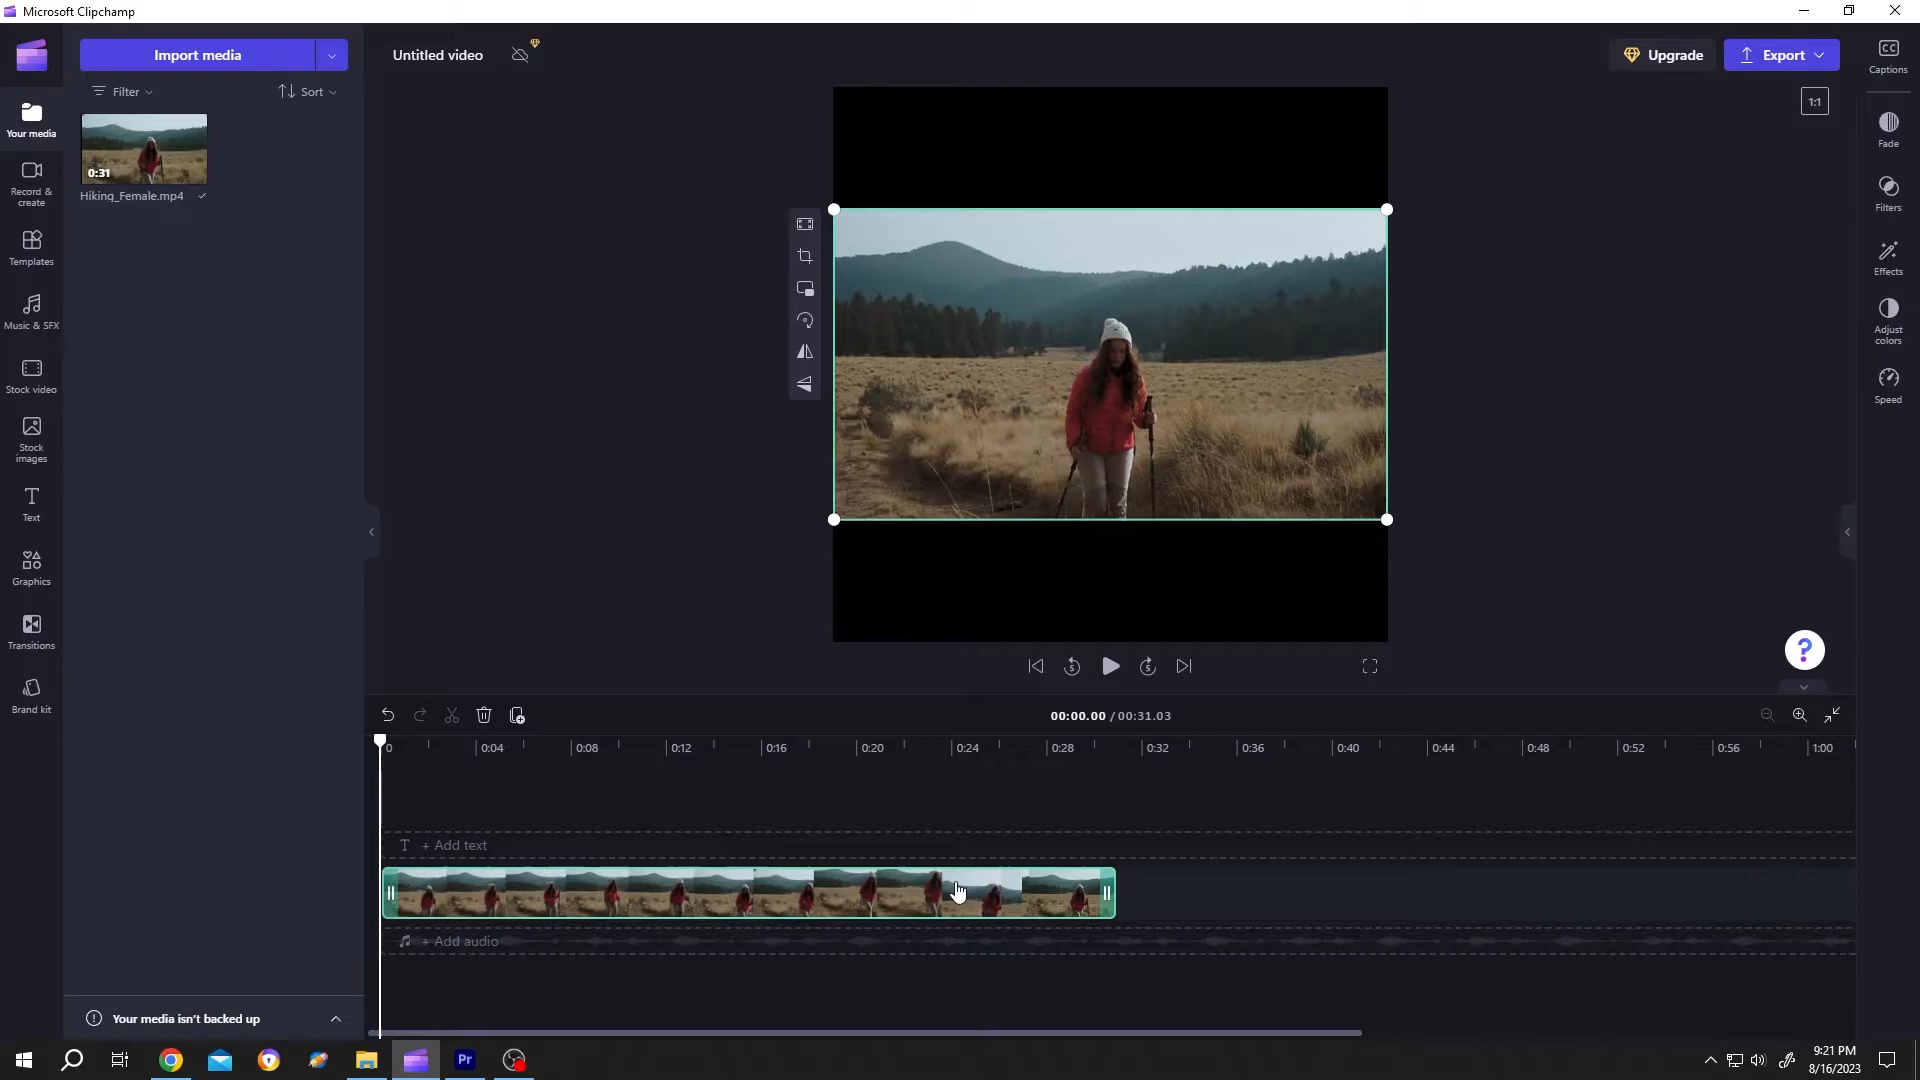 Microsoft Clipchamp
Import media
Untitled video
Upgrade
Export
Captions
Filter
Sort
1:1
Your media
0:31
Hiking_Female.mp4
Fade
Record &
create
Filters
Templates
Effects
Music & SFX
Adjust
colors
Stock video
Speed
Stock
images
Text
Graphics
Transitions
?
5
5
Brand kit
00:00.00 / 00:31.03
0
0:04
0:08
0:12
0:16
0:20
0:24
0:28
0:32
0:36
0:40
0:44
0:48
0:52
0:56
1:00
T + Add text
+ Add audio
Your media isn't backed up
Pr
9:21 PM
8/16/2023